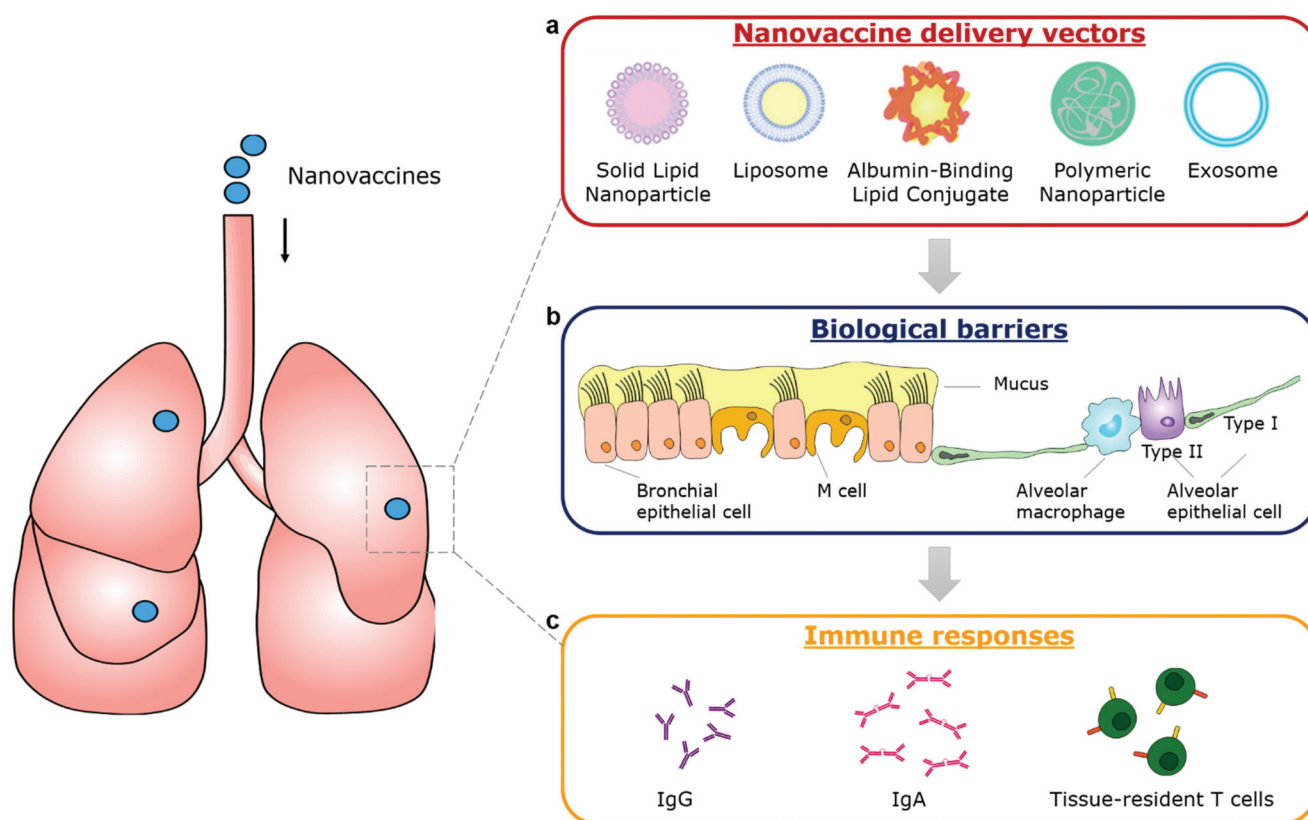 Nanovaccines
a
Nanovaccine delivery vectors
Solid Lipid
Nanoparticle
Liposome
Albumin-Binding
Lipid Conjugate
Polymeric
Nanoparticle
Exosome
b
Biological barriers
Mucus
Type I
Type II
Bronchial
epithelial cell
M cell
Alveolar
macrophage
Alveolar
epithelial cell
c
Immune responses
IgG
IgA
Tissue-resident T cells